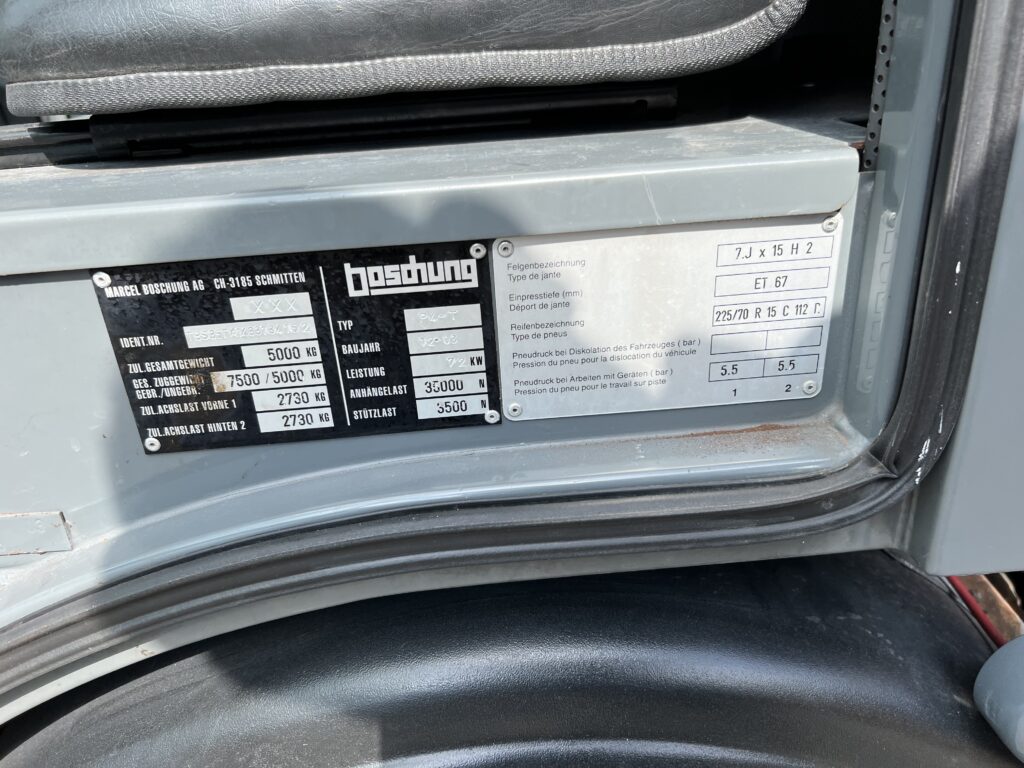 MARCEL BOSCHUNG AG CH-3185 SCHMITTEN
XXX
IDENT.NR.
ZUL.GESAMTGEWICHT 5000 KG
GES. ZUGGEWICHT
GEBR./UNGEBR. 7500 / 5000 KG
ZUL.ACHSLAST VORNE 1 2730 KG
ZUL.ACHSLAST HINTEN 2 2730 KG
boschung
TYP
BAUJAHR
LEISTUNG 72 KW
ANHÄNGELAST 35000 N
STÜTZLAST 3500 N
Felgenbezeichnung
Type de jante
7.J x 15 H 2
Einpresstiefe (mm)
Déport de jante
ET 67
Reifenbezeichnung
Type de pneus
225/70 R 15 C 112
Pneudruck bei Diskolation des Fahrzeuges ( bar )
Pression du pneu pour la dislocation du véhicule
Pneudruck bei Arbeiten mit Geräten ( bar )
Pression du pneu pour le travail sur piste
5.5 5.5
1 2